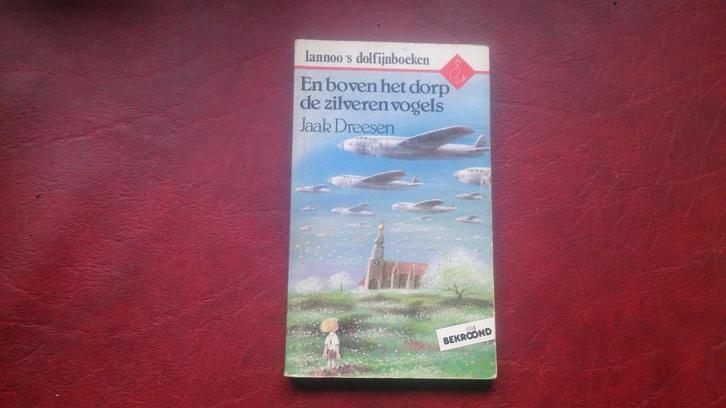 lannoo's dolfijnboeken
En boven het dorp
de zilveren vogels
Jaak Dreesen
BEKROOND